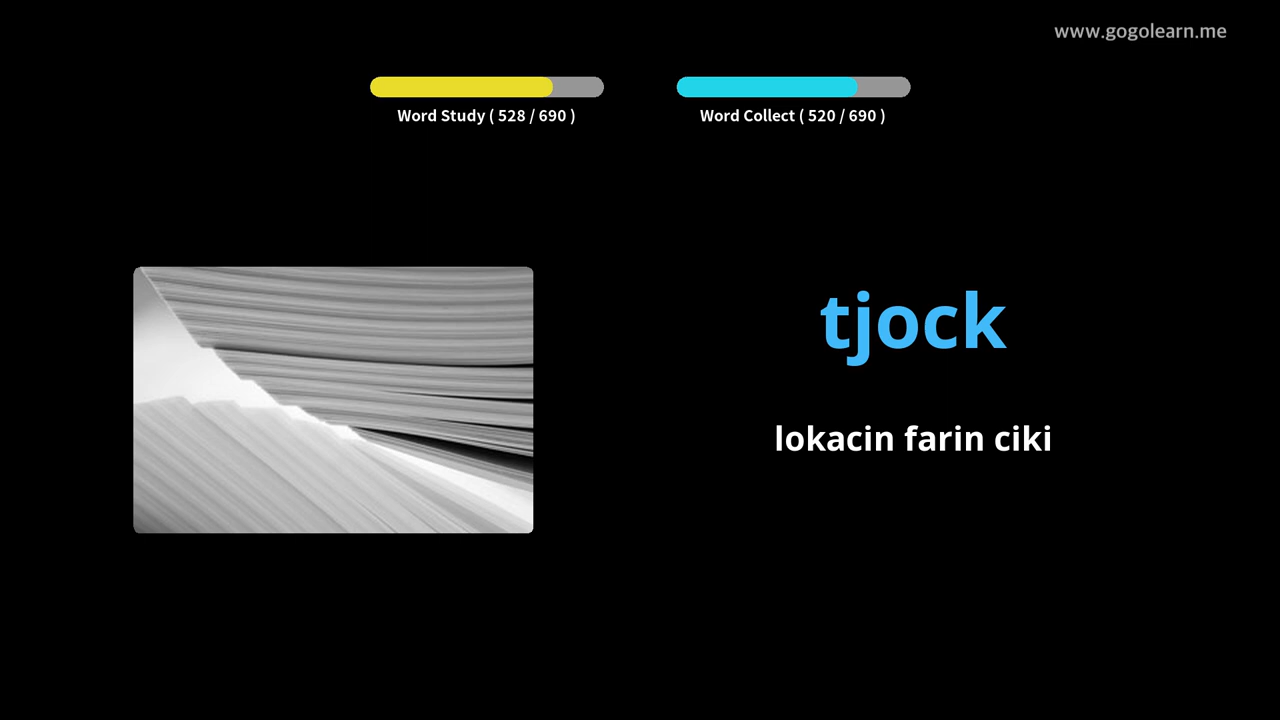 www.gogolearn.me
Word Study ( 528 / 690 )
Word Collect ( 520 / 690 )
tjock
lokacin farin ciki